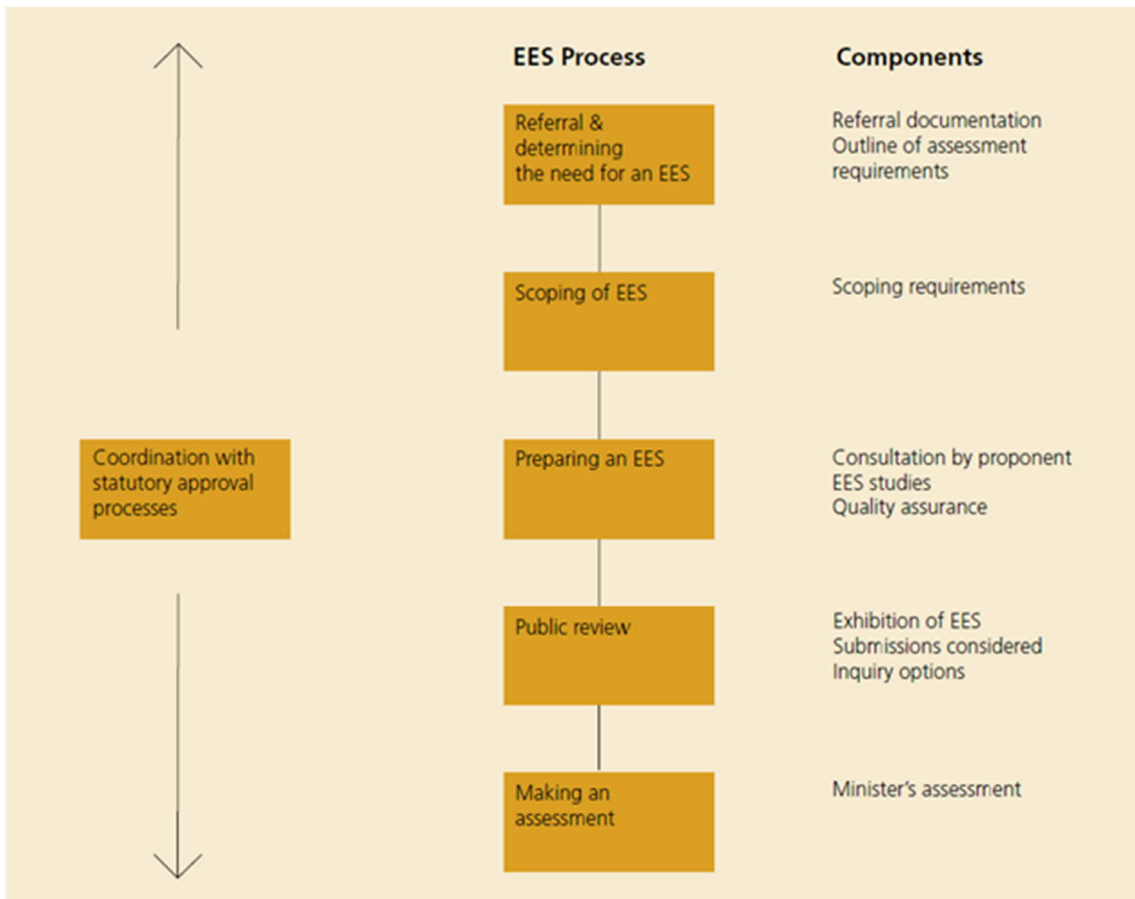 EES Process
Components
Referral &
determining
the need for an EES
Referral documentation
Outline of assessment
requirements
Scoping of EES
Scoping requirements
Coordination with
statutory approval
processes
Preparing an EES
Consultation by proponent
EES studies
Quality assurance
Public review
Exhibition of EES
Submissions considered
Inquiry options
Making an
assessment
Minister’s assessment